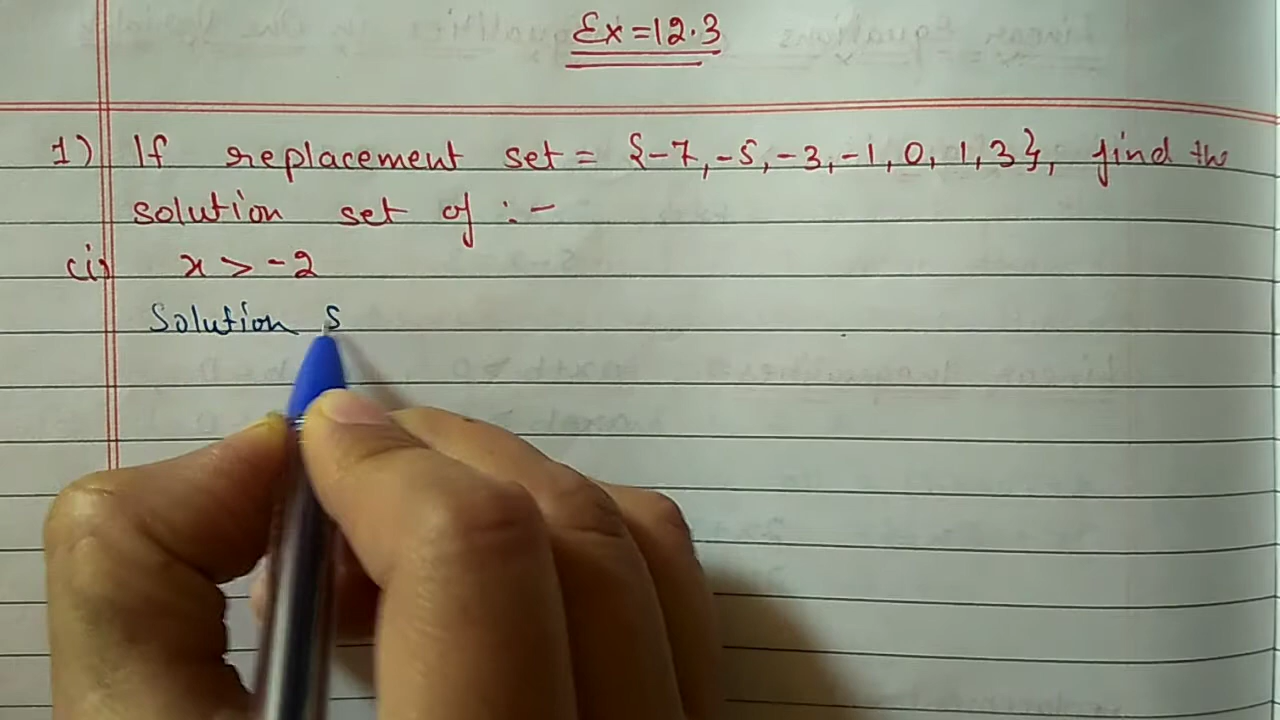 Ex=12.3
1) If replacement set = {-7, -5, -3, -1, 0, 1, 3}, find the
solution set of :-
(i) x > -2
Solution S